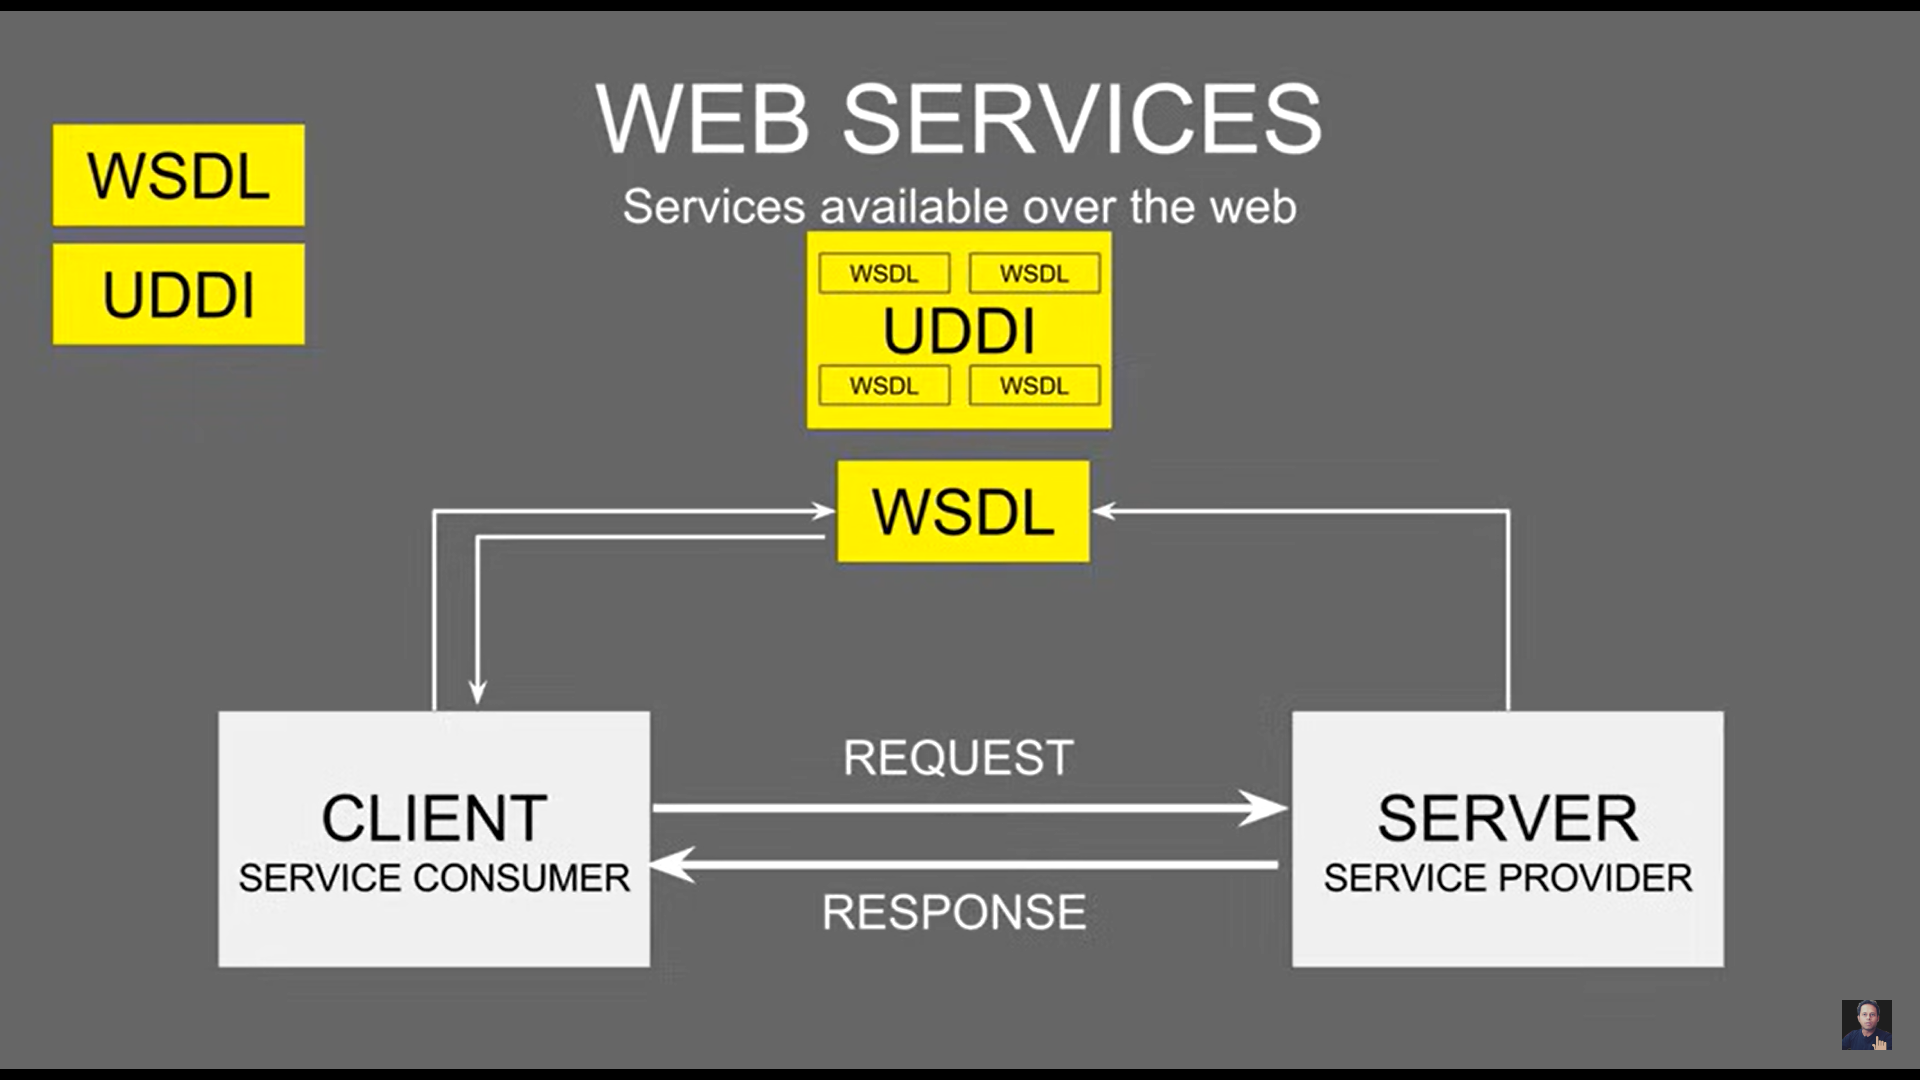 WEB SERVICES
Services available over the web
WSDL
UDDI
WSDL WSDL
UDDI
WSDL WSDL
WSDL
REQUEST
CLIENT
SERVICE CONSUMER
SERVER
SERVICE PROVIDER
RESPONSE